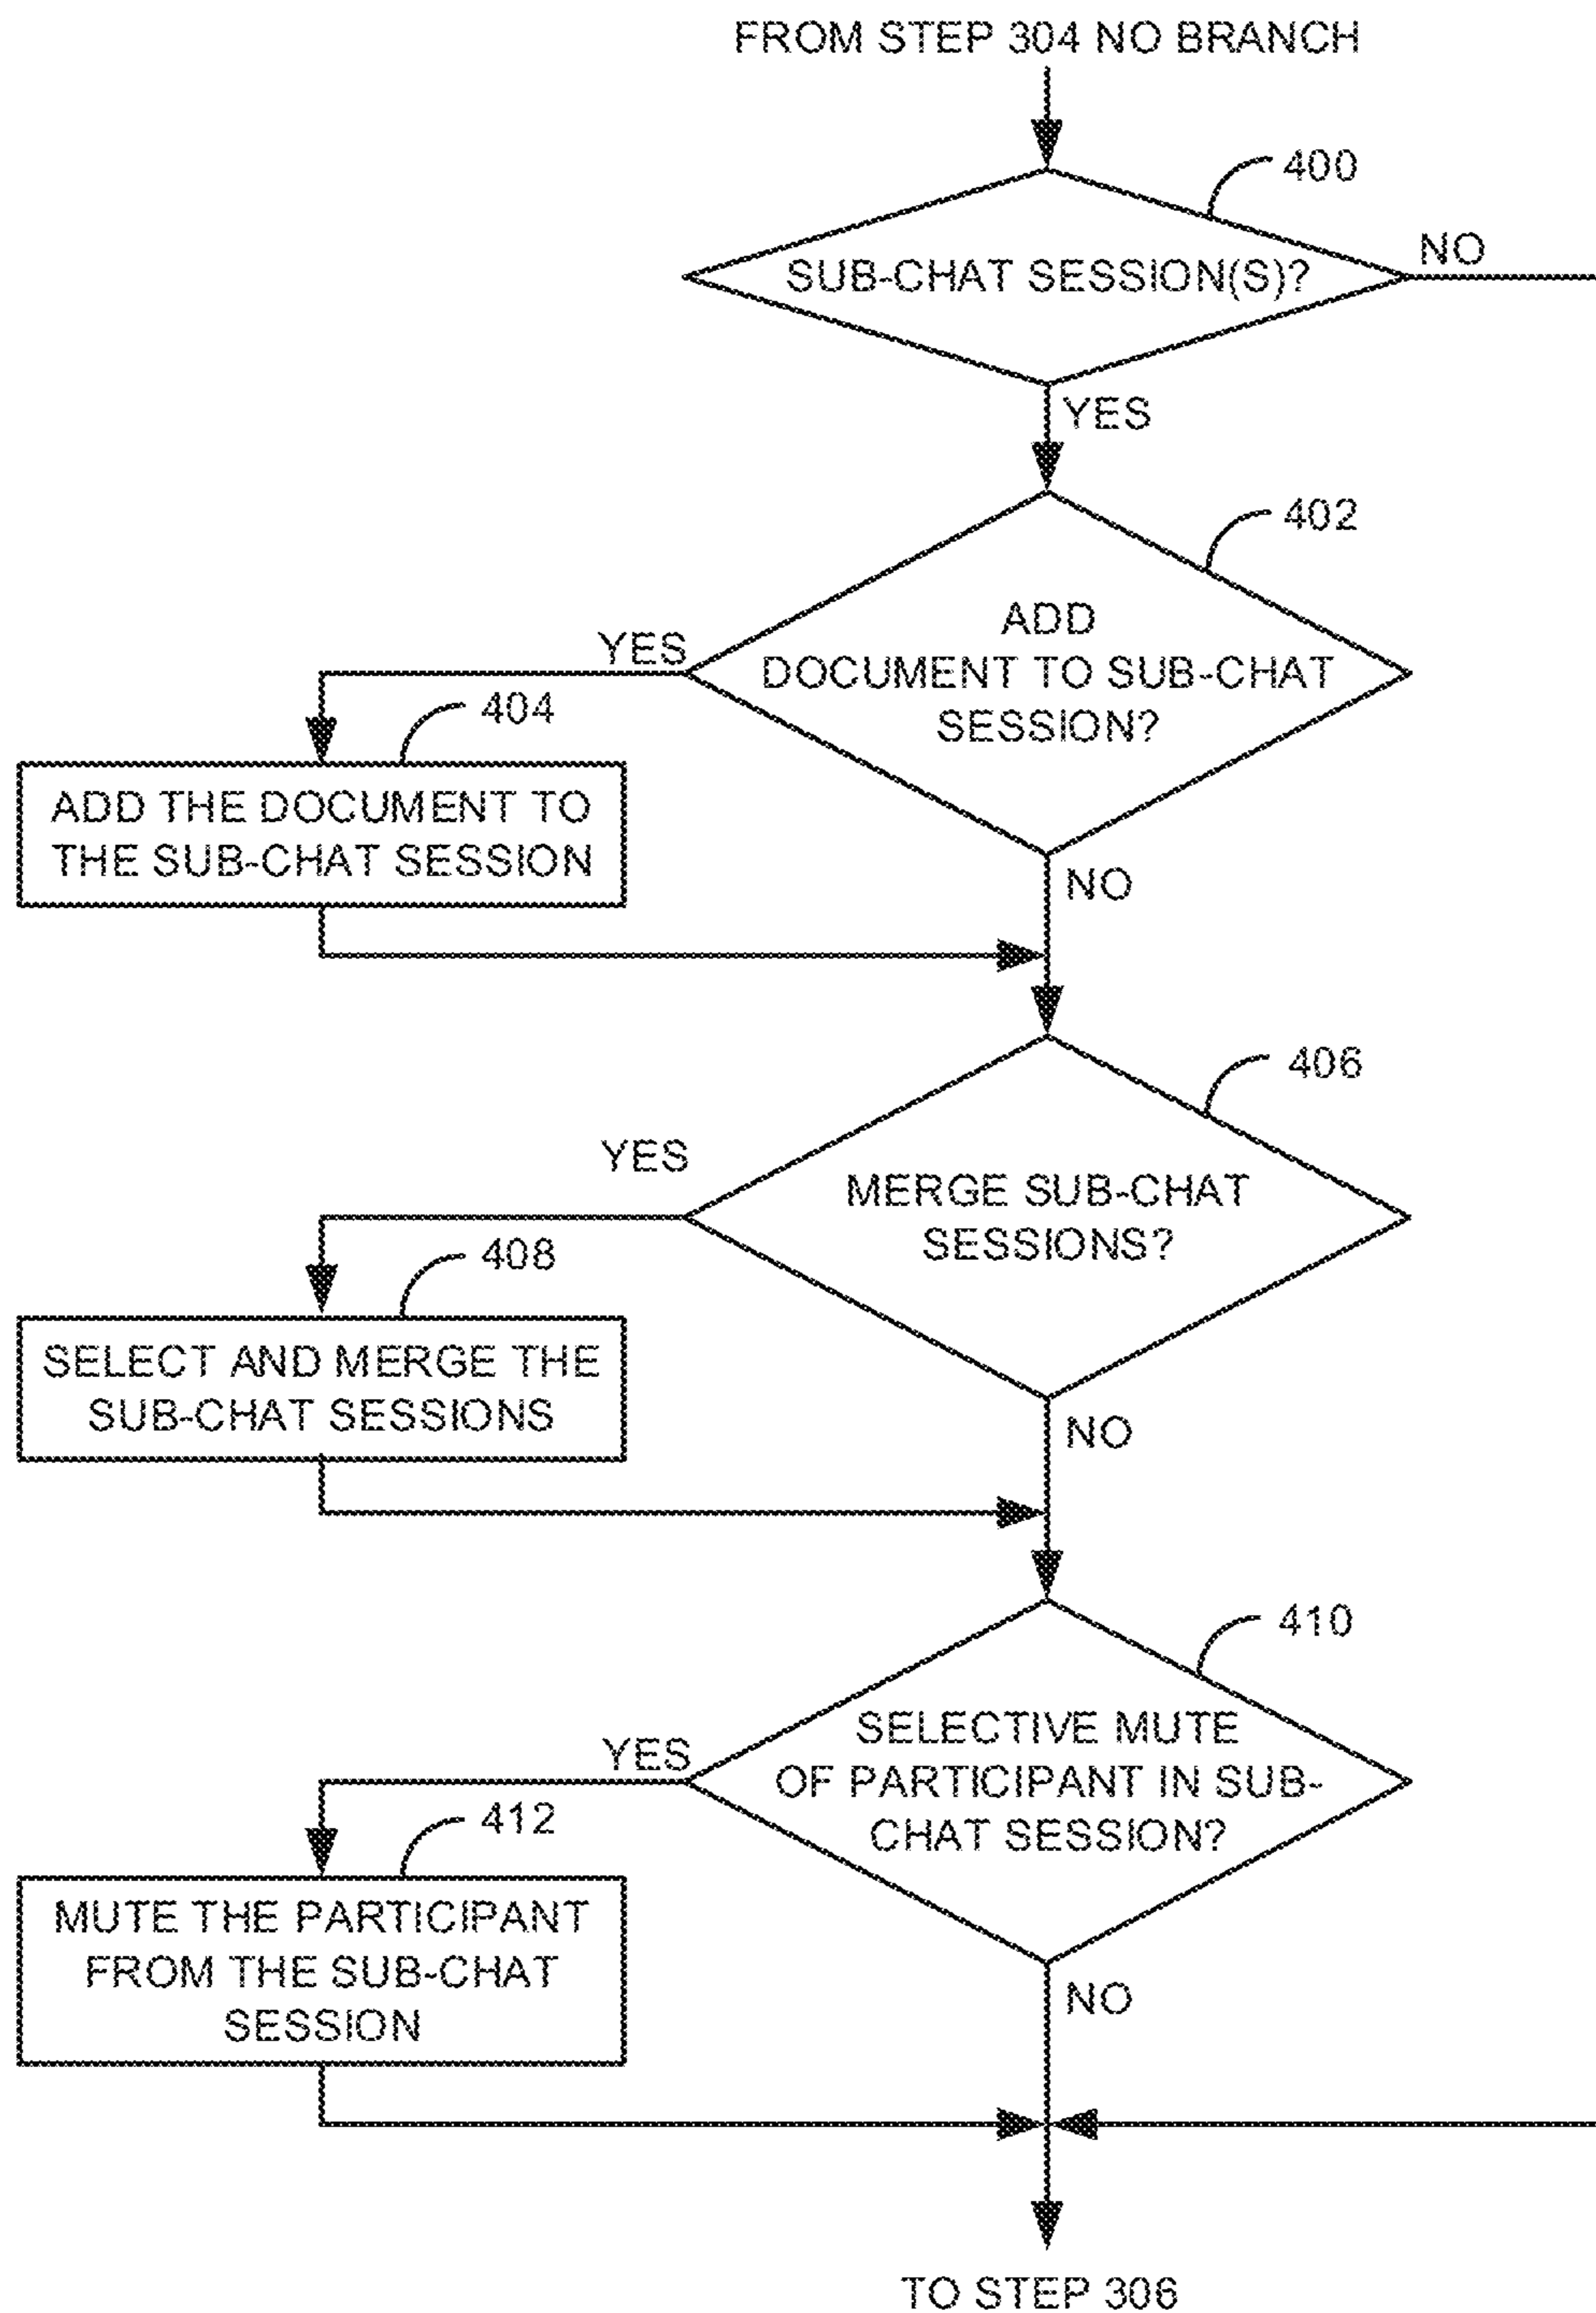 FROM STEP 304 NO BRANCH
400
SUB-CHAT SESSION(S)?
NO
YES
402
ADD
DOCUMENT TO SUB-CHAT
SESSION?
YES
404
ADD THE DOCUMENT TO
THE SUB-CHAT SESSION
NO
406
YES
MERGE SUB-CHAT
SESSIONS?
408
SELECT AND MERGE THE
SUB-CHAT SESSIONS
NO
410
SELECTIVE MUTE
OF PARTICIPANT IN SUB-
CHAT SESSION?
YES
412
MUTE THE PARTICIPANT
FROM THE SUB-CHAT
SESSION
NO
TO STEP 306